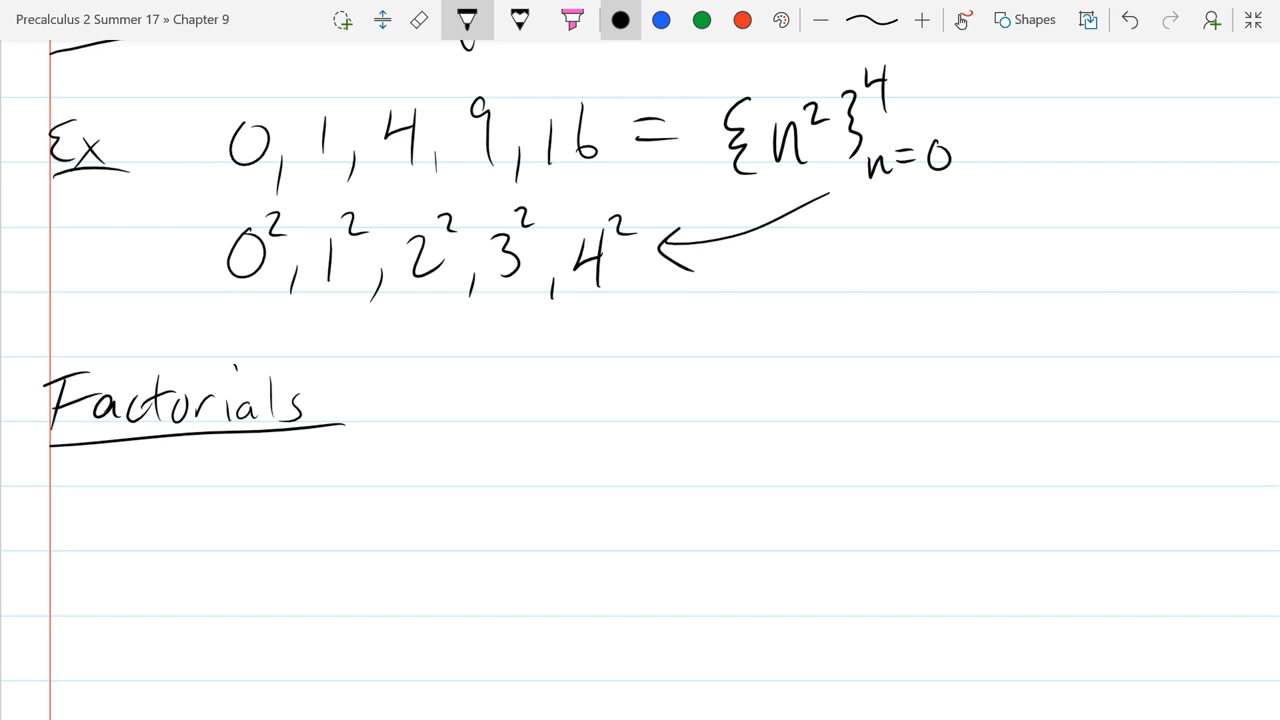 Precalculus 2 Summer 17 » Chapter 9
Shapes
Ex 0, 1, 4, 9, 16 = {n²}⁴ₙ₌₀
0², 1², 2², 3², 4²
Factorials